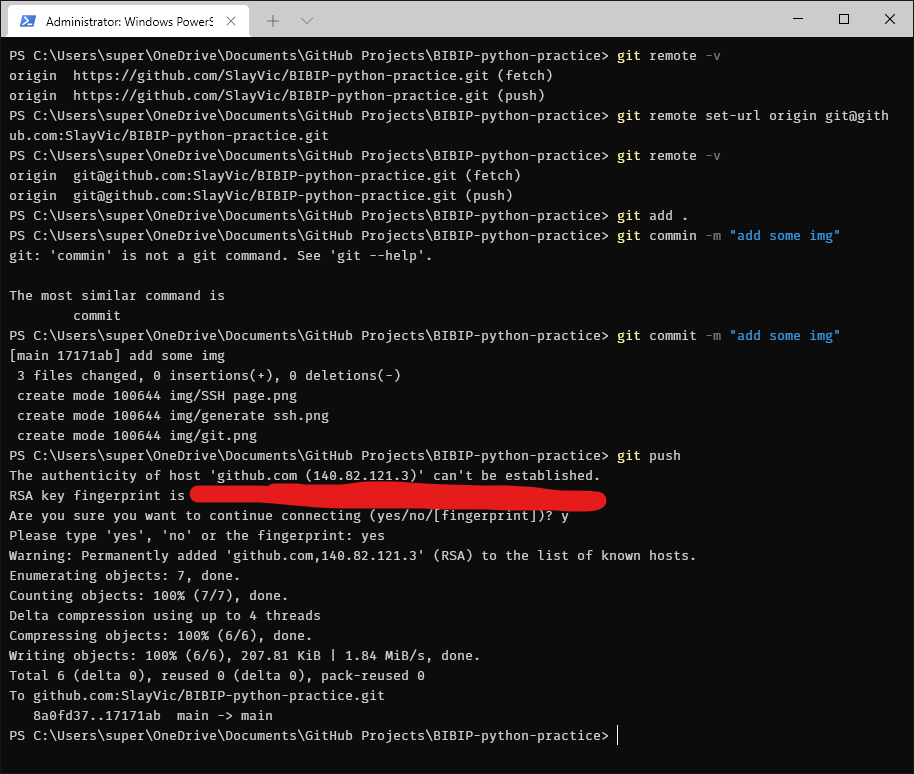 Administrator: Windows PowerS
PS C:\Users\super\OneDrive\Documents\GitHub Projects\BIBIP-python-practice> git remote -v
origin  https://github.com/SlayVic/BIBIP-python-practice.git (fetch)
origin  https://github.com/SlayVic/BIBIP-python-practice.git (push)
PS C:\Users\super\OneDrive\Documents\GitHub Projects\BIBIP-python-practice> git remote set-url origin git@gith
ub.com:SlayVic/BIBIP-python-practice.git
PS C:\Users\super\OneDrive\Documents\GitHub Projects\BIBIP-python-practice> git remote -v
origin  git@github.com:SlayVic/BIBIP-python-practice.git (fetch)
origin  git@github.com:SlayVic/BIBIP-python-practice.git (push)
PS C:\Users\super\OneDrive\Documents\GitHub Projects\BIBIP-python-practice> git add .
PS C:\Users\super\OneDrive\Documents\GitHub Projects\BIBIP-python-practice> git commin -m "add some img"
git: 'commin' is not a git command. See 'git --help'.

The most similar command is
        commit
PS C:\Users\super\OneDrive\Documents\GitHub Projects\BIBIP-python-practice> git commit -m "add some img"
[main 17171ab] add some img
 3 files changed, 0 insertions(+), 0 deletions(-)
 create mode 100644 img/SSH page.png
 create mode 100644 img/generate ssh.png
 create mode 100644 img/git.png
PS C:\Users\super\OneDrive\Documents\GitHub Projects\BIBIP-python-practice> git push
The authenticity of host 'github.com (140.82.121.3)' can't be established.
RSA key fingerprint is
Are you sure you want to continue connecting (yes/no/[fingerprint])? y
Please type 'yes', 'no' or the fingerprint: yes
Warning: Permanently added 'github.com,140.82.121.3' (RSA) to the list of known hosts.
Enumerating objects: 7, done.
Counting objects: 100% (7/7), done.
Delta compression using up to 4 threads
Compressing objects: 100% (6/6), done.
Writing objects: 100% (6/6), 207.81 KiB | 1.84 MiB/s, done.
Total 6 (delta 0), reused 0 (delta 0), pack-reused 0
To github.com:SlayVic/BIBIP-python-practice.git
   8a0fd37..17171ab  main -> main
PS C:\Users\super\OneDrive\Documents\GitHub Projects\BIBIP-python-practice>